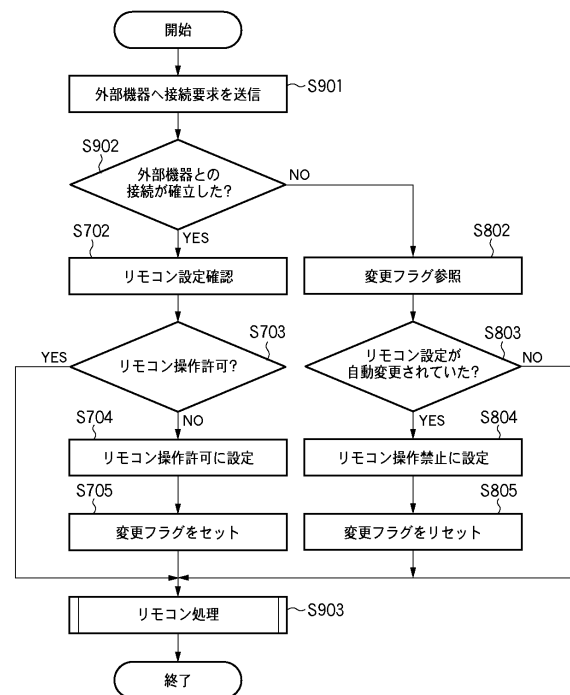 開始
外部機器へ接続要求を送信
S901
S902
外部機器との
接続が確立した?
NO
YES
S702
リモコン設定確認
S802
変更フラグ参照
YES
リモコン操作許可?
S703
NO
リモコン設定が
自動変更されていた?
S803
NO
YES
S704
リモコン操作許可に設定
S804
リモコン操作禁止に設定
S705
変更フラグをセット
S805
変更フラグをリセット
リモコン処理
S903
終了